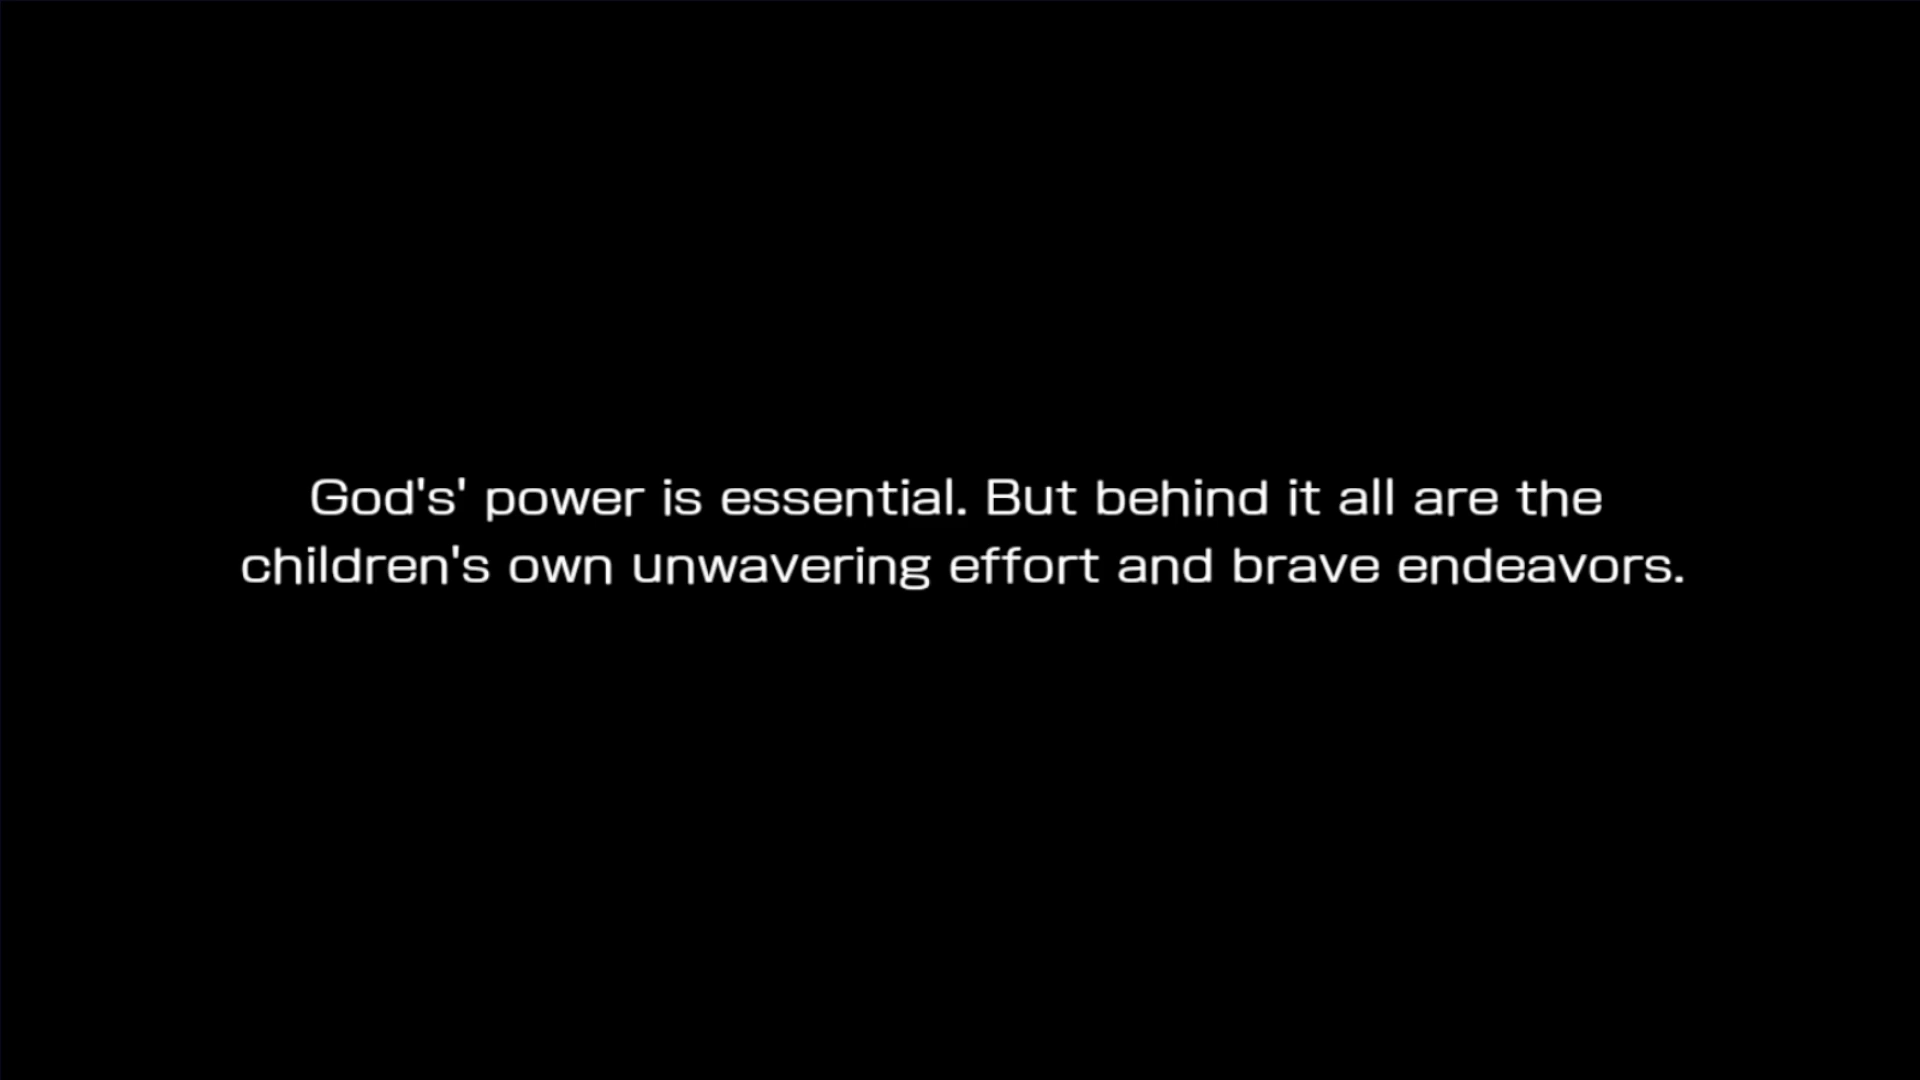 God's' power is essential. But behind it all are the
children's own unwavering effort and brave endeavors.